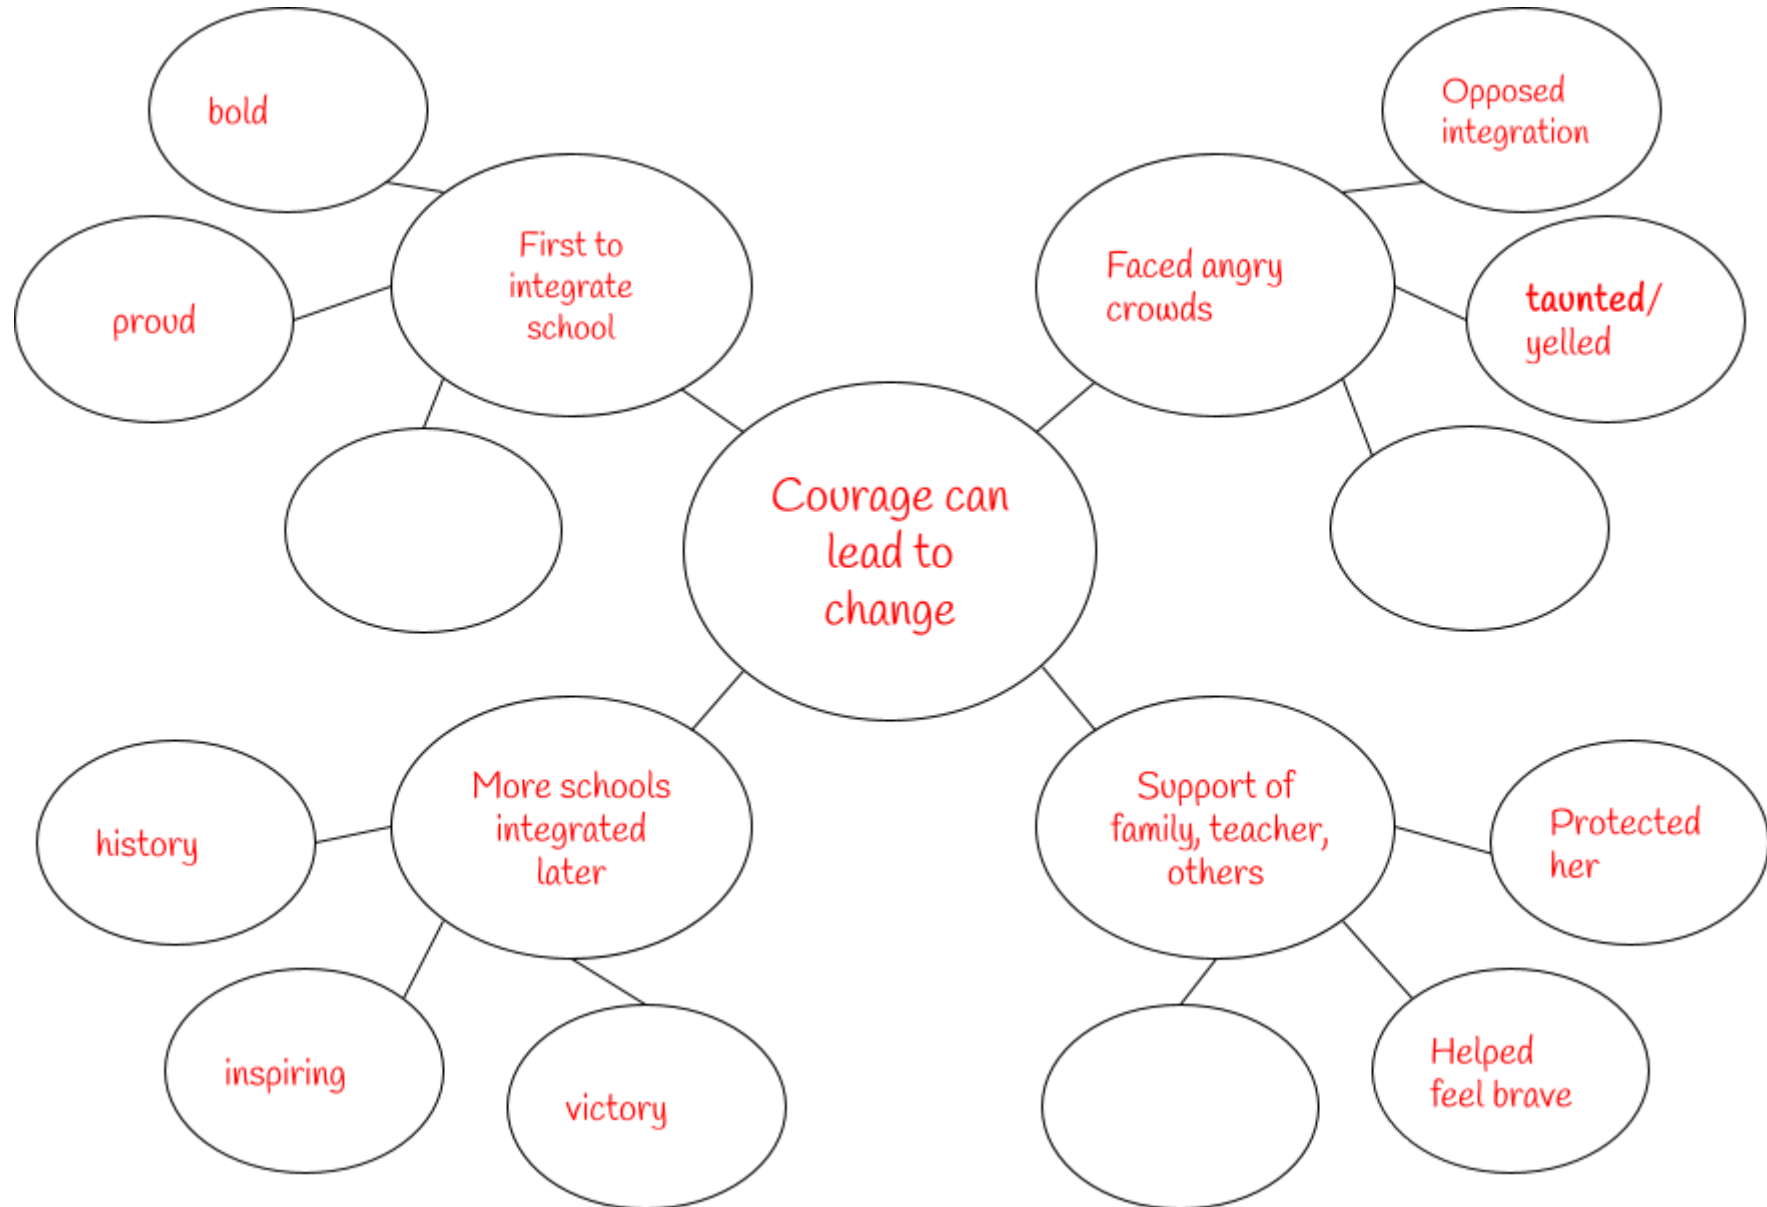 bold
proud
First to
integrate
school
Opposed
integration
Faced angry
crowds
taunted/
yelled
Courage can
lead to
change
More schools
integrated
later
history
inspiring
victory
Support of
family, teacher,
others
Protected
her
Helped
feel brave